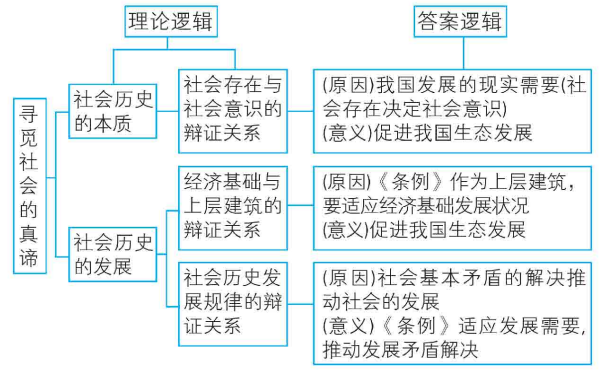 理论逻辑
答案逻辑
寻觅社会的真谛
社会历史
的本质
社会存在与
社会意识的
辩证关系
(原因)我国发展的现实需要(社
会存在决定社会意识)
(意义)促进我国生态发展
社会历史
的发展
经济基础与
上层建筑的
辩证关系
(原因)《条例》作为上层建筑，
要适应经济基础发展状况
(意义)促进我国生态发展
社会历史发
展规律的辩
证关系
(原因)社会基本矛盾的解决推
动社会的发展
(意义)《条例》适应发展需要,
推动发展矛盾解决